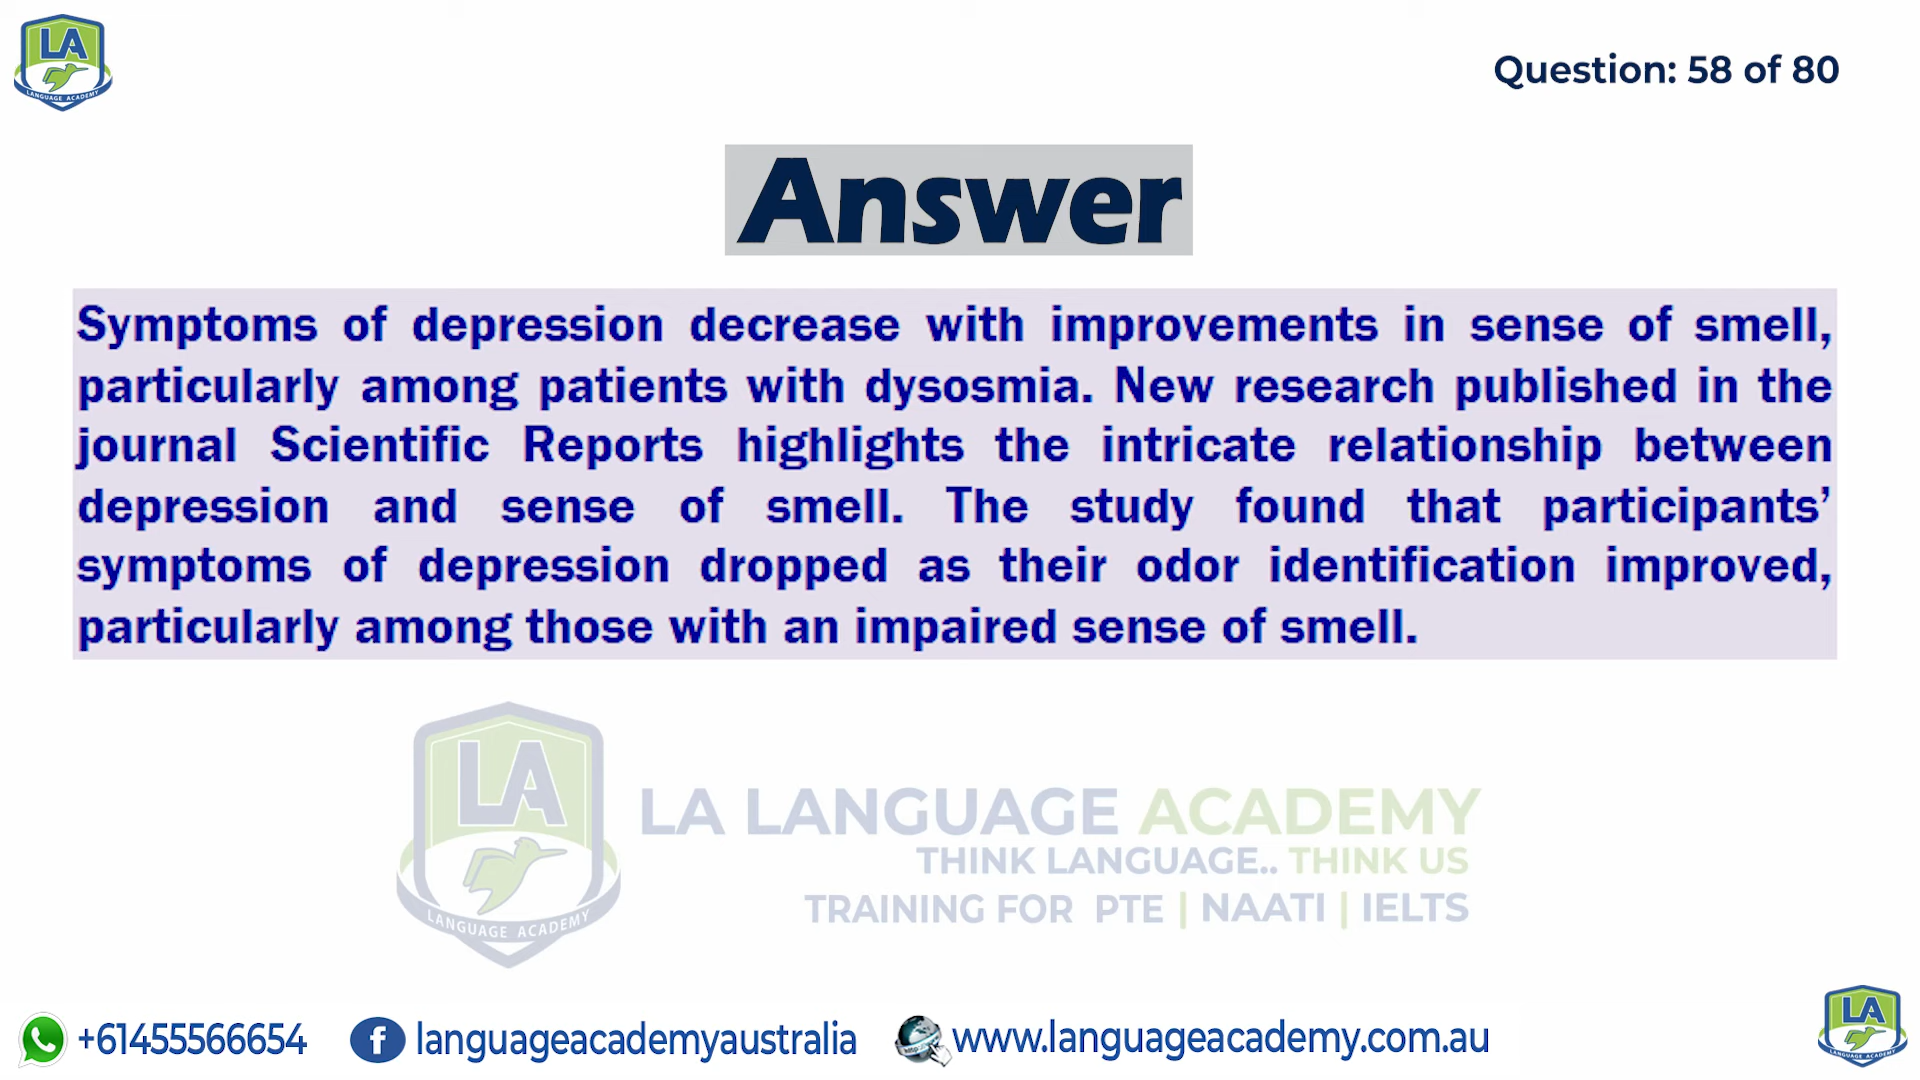 LA
LANGUAGE ACADEMY
Question: 58 of 80
Answer
Symptoms of depression decrease with improvements in sense of smell,
particularly among patients with dysosmia. New research published in the
journal Scientific Reports highlights the intricate relationship between
depression and sense of smell. The study found that participants’
symptoms of depression dropped as their odor identification improved,
particularly among those with an impaired sense of smell.
LA
LANGUAGE ACADEMY
LA LANGUAGE ACADEMY
THINK LANGUAGE.. THINK US
TRAINING FOR PTE | NAATI | IELTS
+61455566654
f languageacademyaustralia
http www.languageacademy.com.au
LA
LANGUAGE ACADEMY